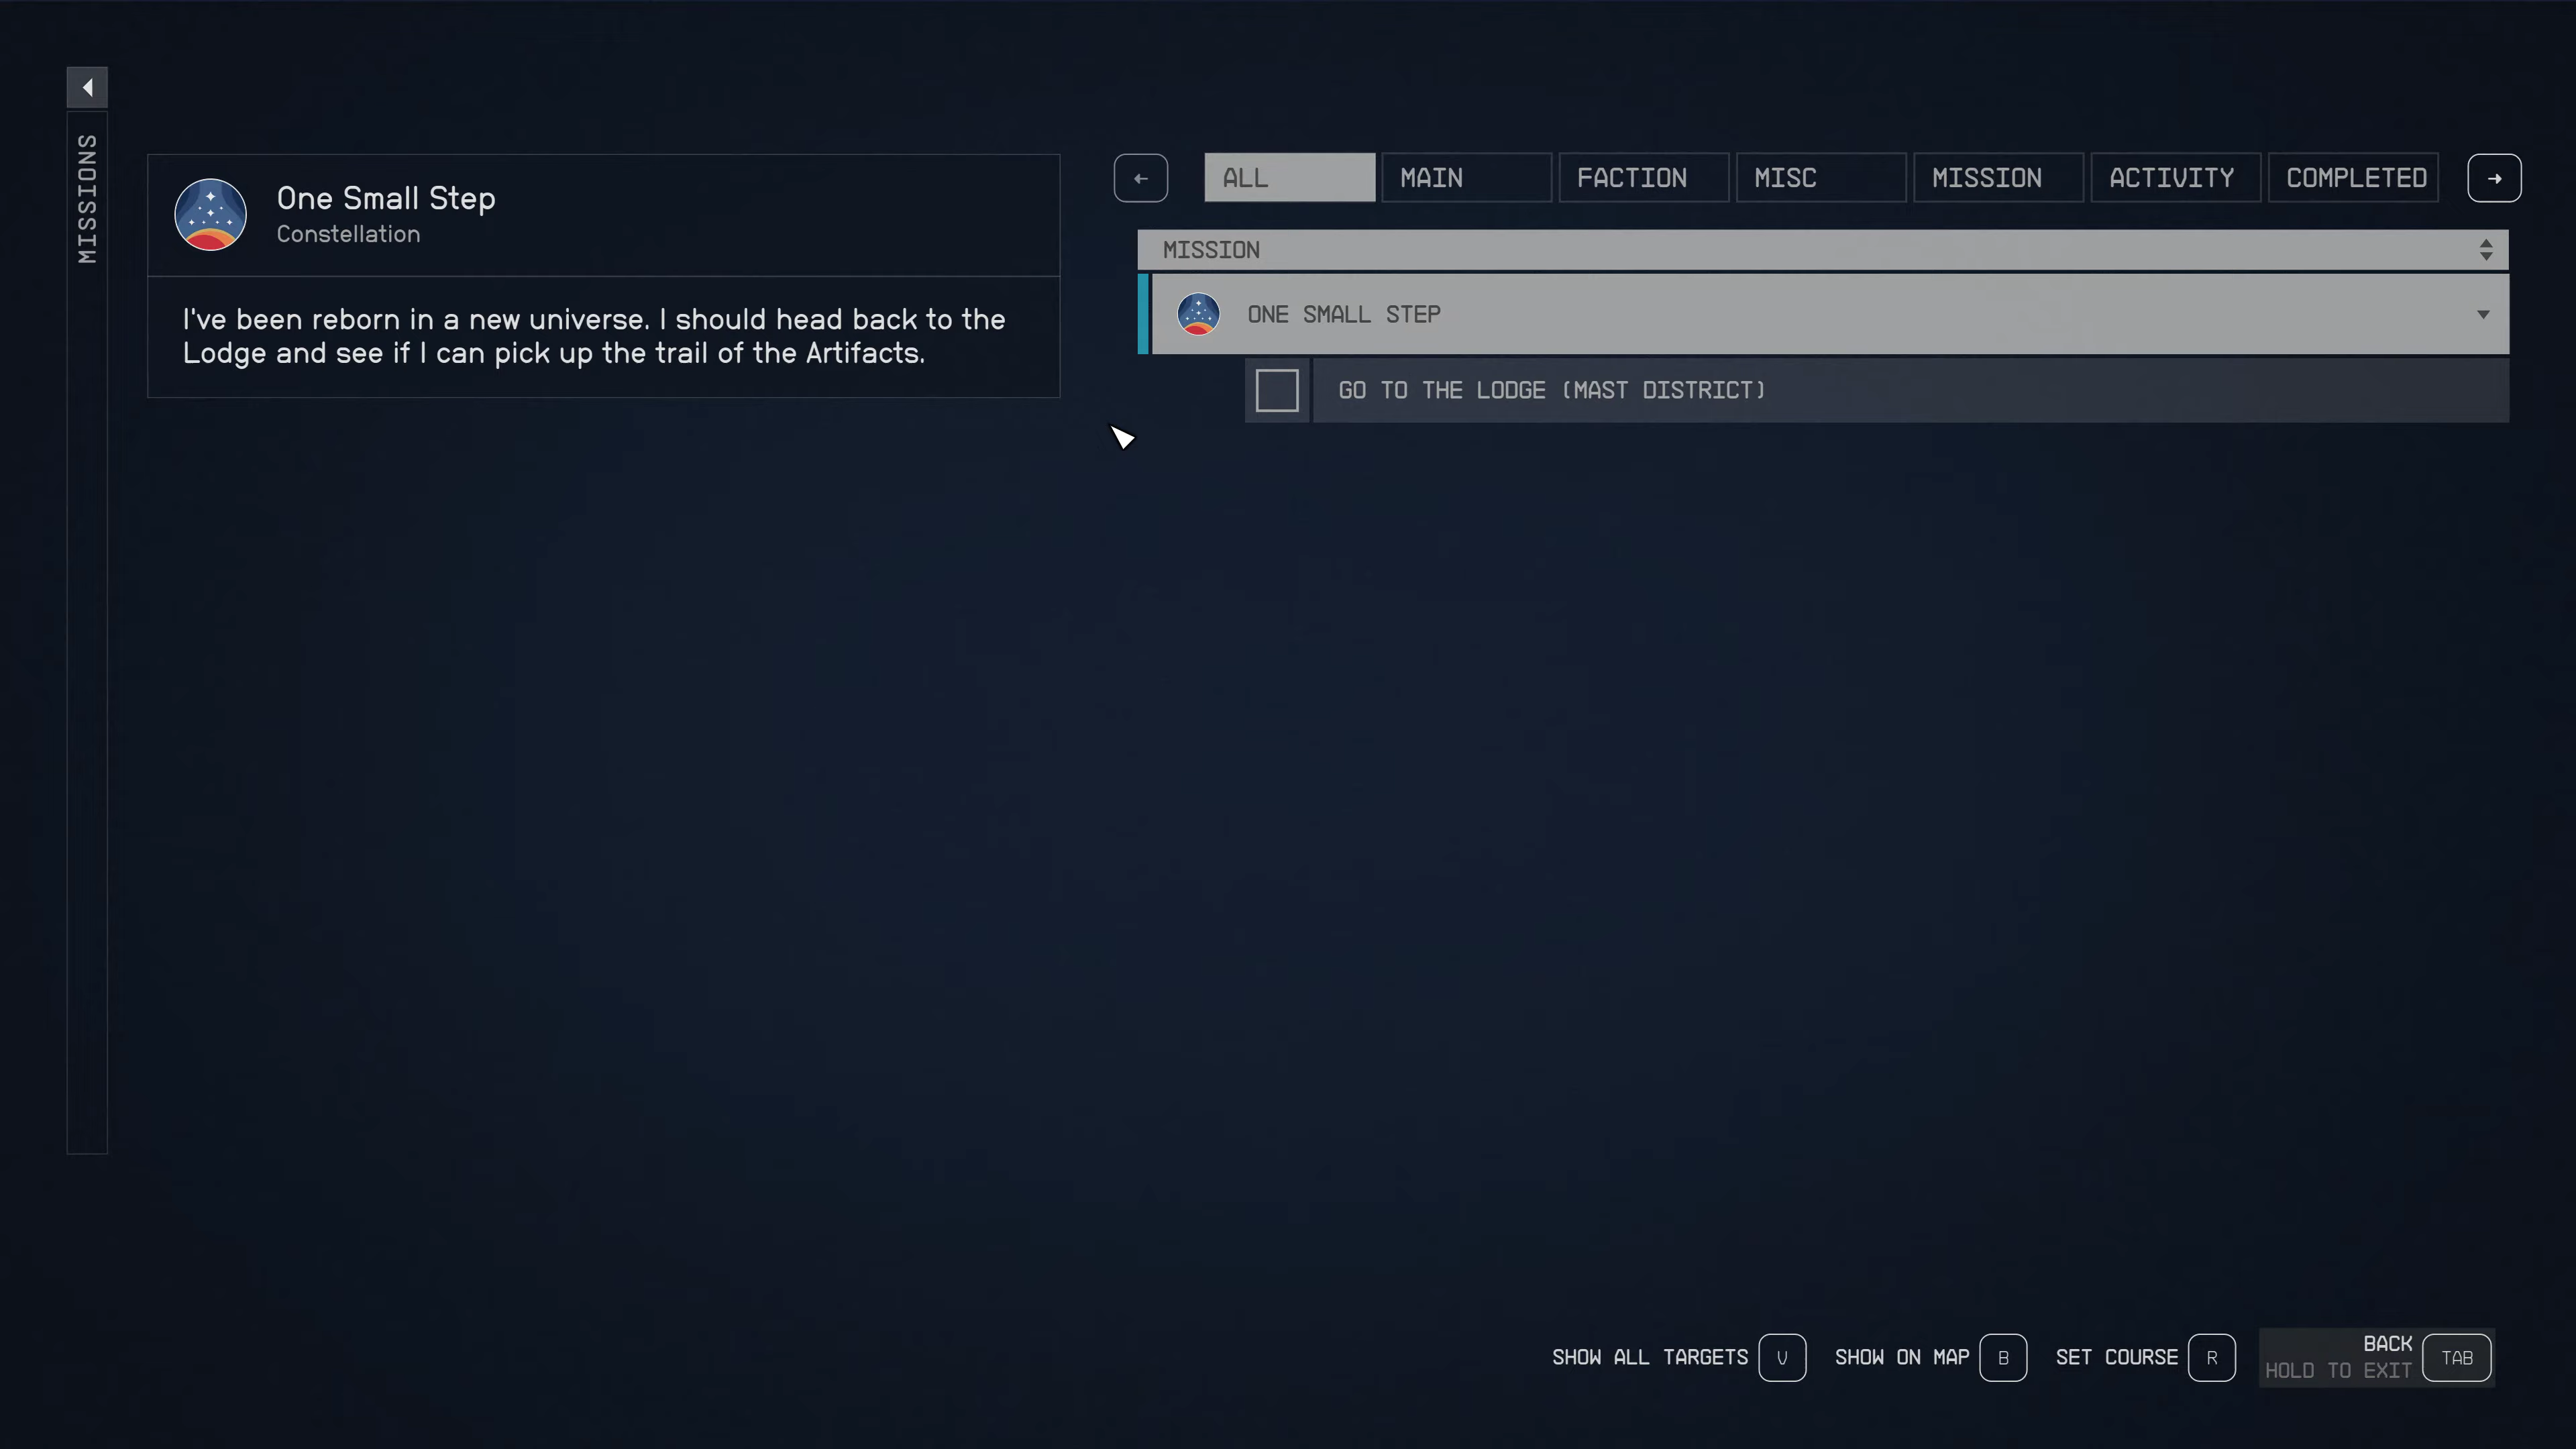 MISSIONS
One Small Step
Constellation
I've been reborn in a new universe. I should head back to the
Lodge and see if I can pick up the trail of the Artifacts.
ALL MAIN FACTION MISC MISSION ACTIVITY COMPLETED
MISSION
ONE SMALL STEP
GO TO THE LODGE (MAST DISTRICT)
SHOW ALL TARGETS V SHOW ON MAP B SET COURSE R BACK TAB
HOLD TO EXIT